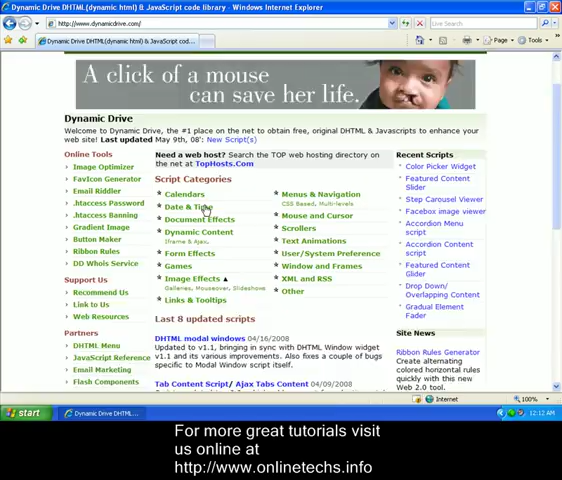 Dynamic Drive DHTML(dynamic html) & JavaScript code library - Windows Internet Explorer
http://www.dynamicdrive.com/
Live Search
Dynamic Drive DHTML(dynamic html) & JavaScript cod...
Page
Tools
A click of a mouse
can save her life.
Dynamic Drive
Welcome to Dynamic Drive, the #1 place on the net to obtain free, original DHTML & Javascripts to enhance your
web site! Last updated May 9th, 08': New Script(s)
Online Tools
Image Optimizer
FavIcon Generator
Email Riddler
.htaccess Password
.htaccess Banning
Gradient Image
Button Maker
Ribbon Rules
DD Whois Service
Support Us
Recommend Us
Link to Us
Web Resources
Partners
DHTML Menu
JavaScript Reference
Email Marketing
Flash Components
Need a web host? Search the TOP web hosting directory
on the net at TopHosts.Com
Script Categories
Calendars
Date & Time
Document Effects
Dynamic Content
Iframe & Ajax.
Form Effects
Games
Image Effects
Galleries, Mouseover, Slideshows
Links & Tooltips
Menus & Navigation
CSS Based, Multi-levels
Mouse and Cursor
Scrollers
Text Animations
User/System Preference
Window and Frames
XML and RSS
Other
Last 8 updated scripts
DHTML modal windows 04/16/2008
Updated to v1.1, bringing in sync with DHTML Window widget
v1.1 and its various improvements. Also fixes a couple of bugs
specific to Modal Window script itself.
Tab Content Script/ Ajax Tabs Content 04/09/2008
Recent Scripts
Color Picker Widget
Featured Content
Slider
Step Carousel Viewer
Facebox image viewer
Accordion Menu
script
Accordion Content
script
Featured Content
Glider
Drop Down/
Overlapping Content
Gradual Element
Fader
Site News
Ribbon Rules Generator
Create alternating
colored horizontal rules
quickly with this new
Web 2.0 tool.
Internet
100%
start
Dynamic Drive DHTM...
12:12 AM
For more great tutorials visit
us online at
http://www.onlinetechs.info